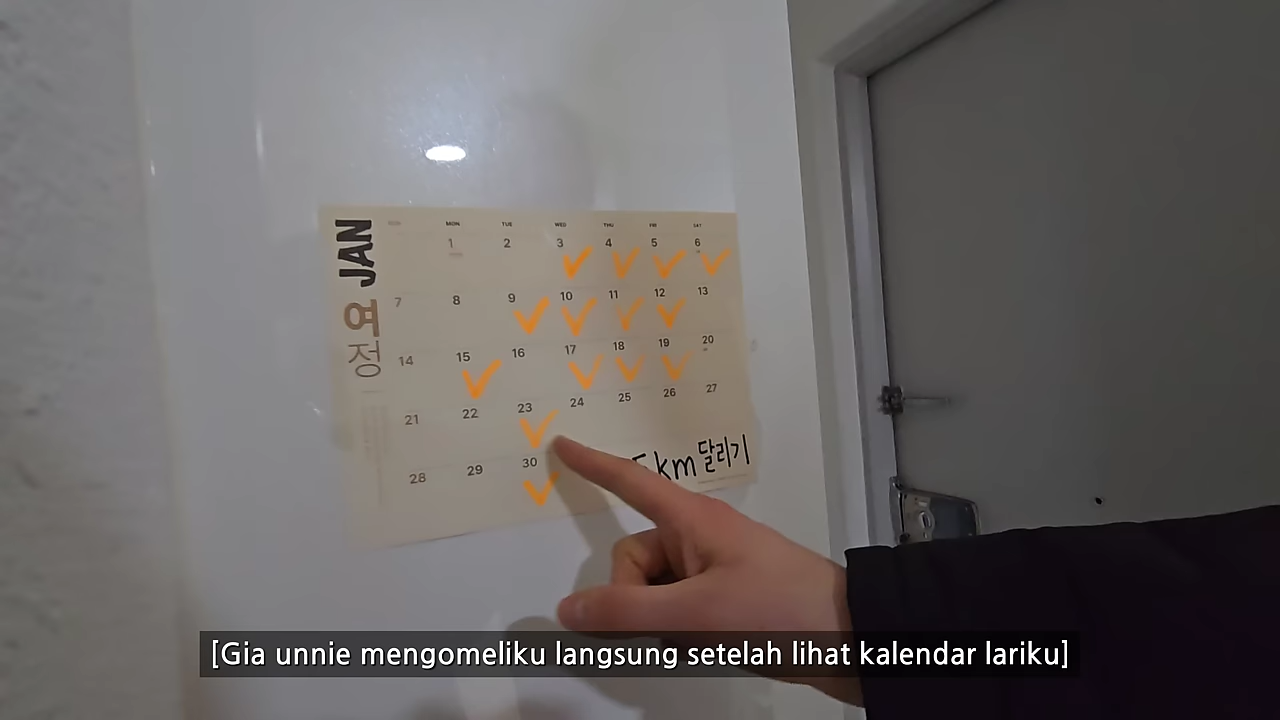 JAN
여정
SUN MON TUE WED THU FRI SAT
1 2 3 4 5 6
7 8 9 10 11 12 13
14 15 16 17 18 19 20
21 22 23 24 25 26 27
28 29 30
5 km 달리기
[Gia unnie mengomeliku langsung setelah lihat kalendar lariku]